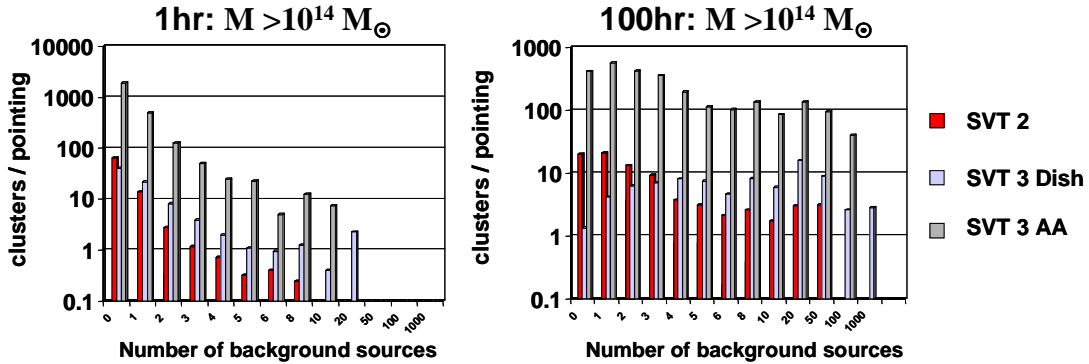 1hr: M >10¹⁴ M☉
10000
1000
100
10
1
0.1
clusters / pointing
0 1 2 3 4 5 6 8 10 20 50 100 1000
Number of background sources
100hr: M >10¹⁴ M☉
1000
100
10
1
0.1
clusters / pointing
0 1 2 3 4 5 6 8 10 20 50 100 1000
Number of background sources
SVT 2
SVT 3 Dish
SVT 3 AA